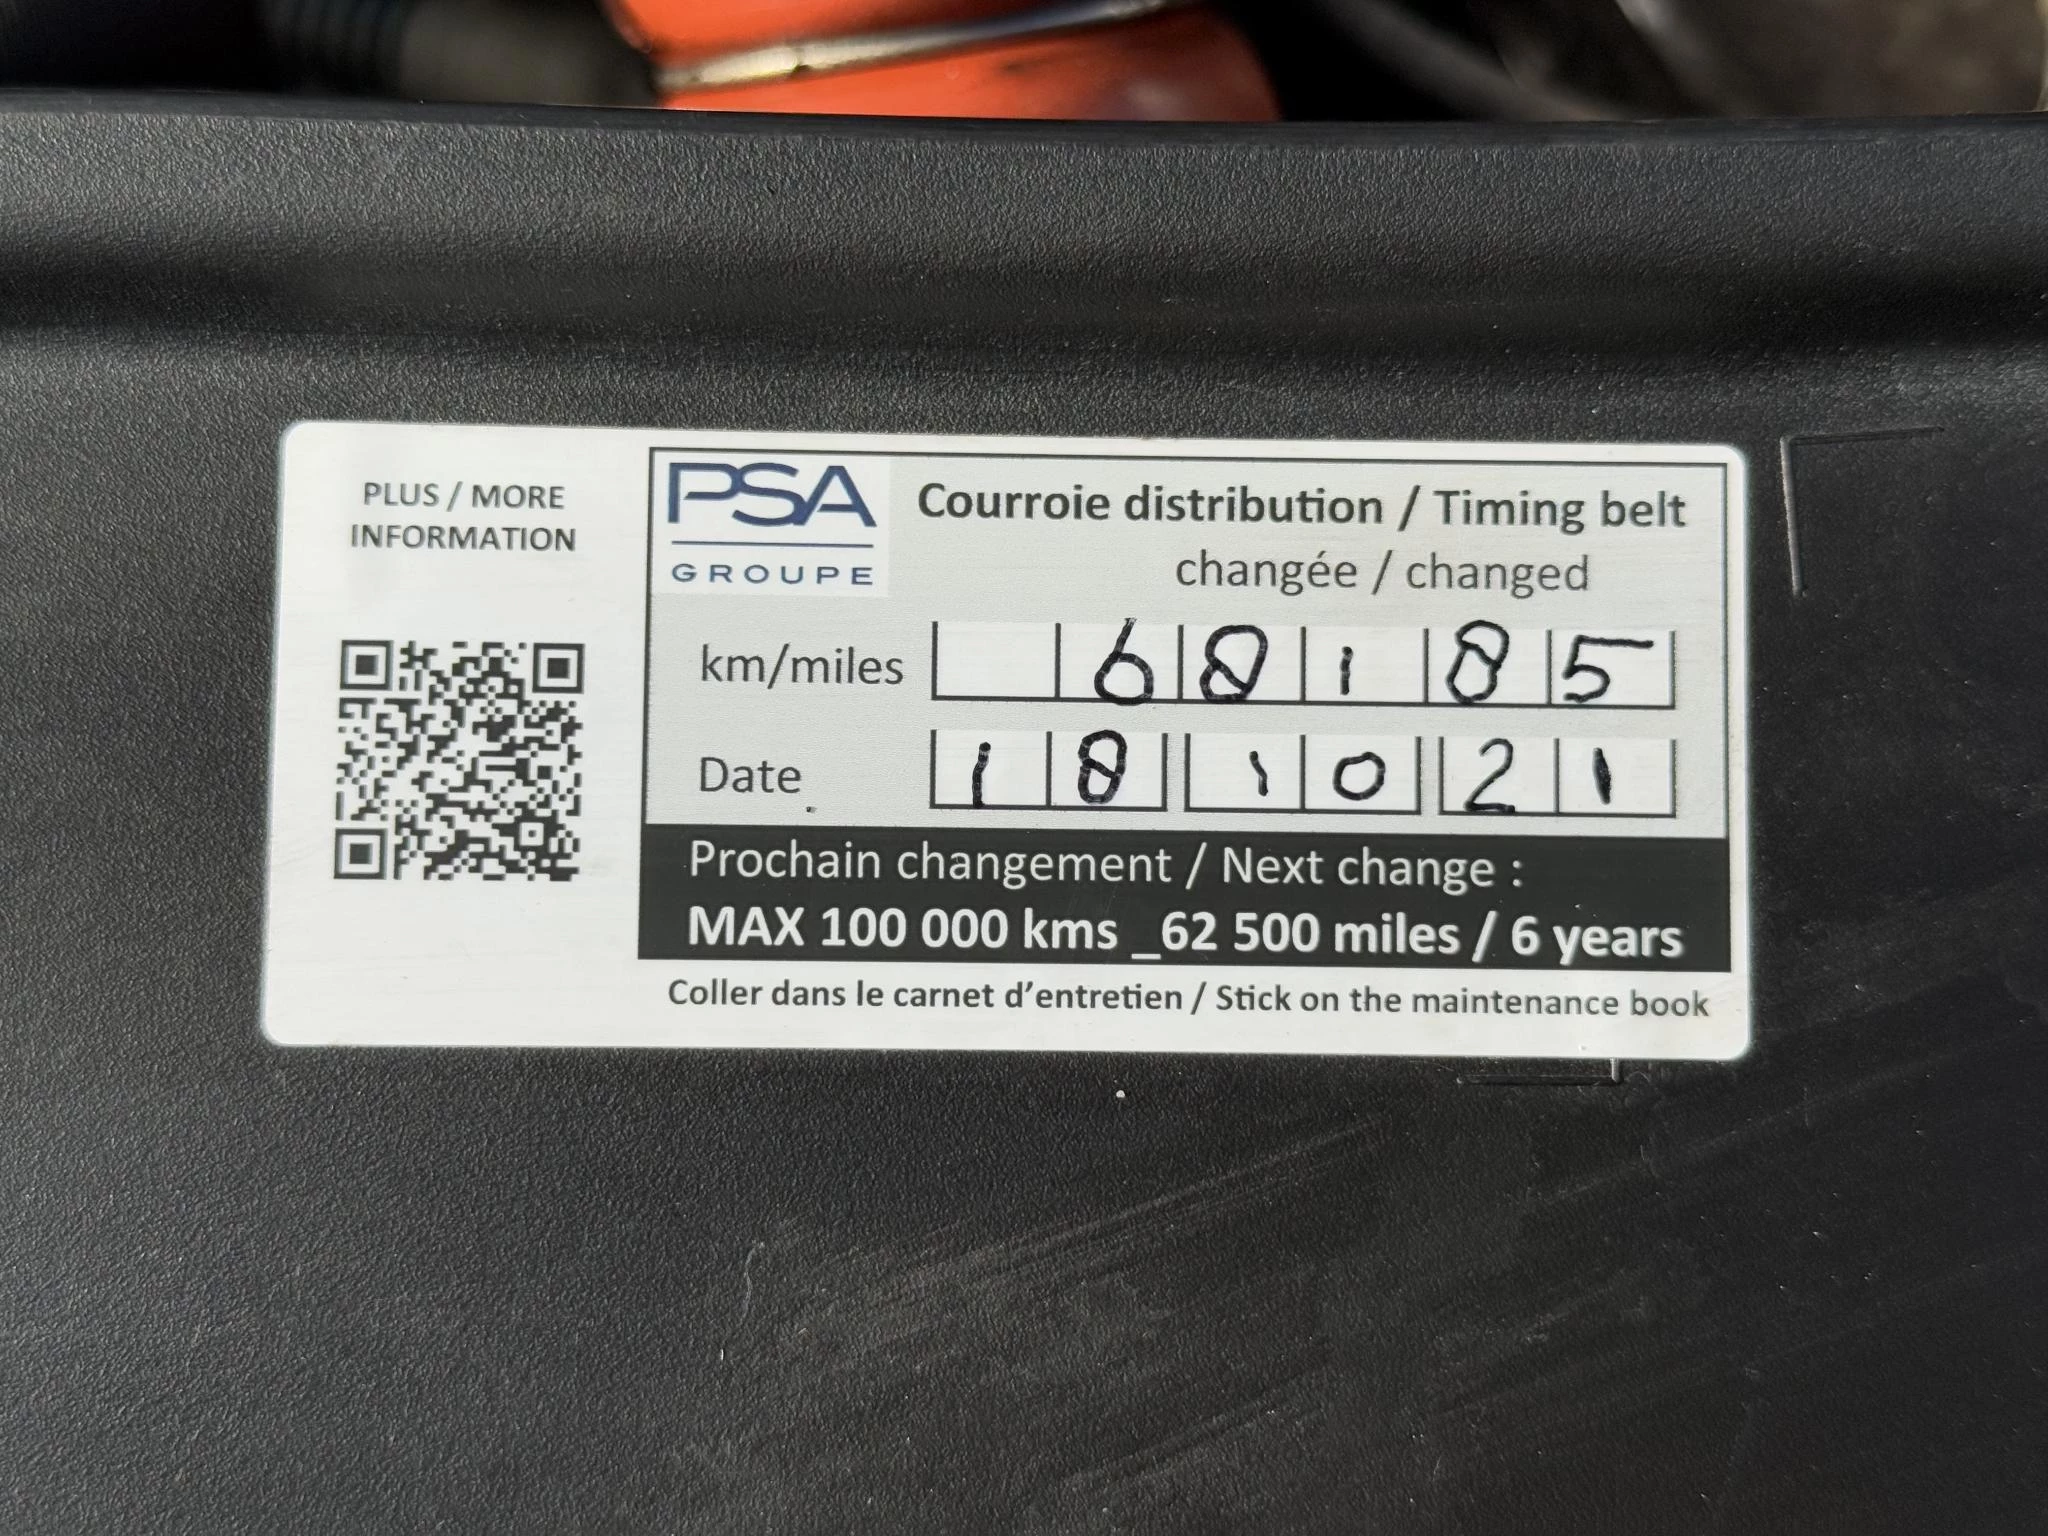 PLUS / MORE
INFORMATION
PSA
GROUPE
Courroie distribution / Timing belt
changée / changed
km/miles 68185
Date 18 10 21
Prochain changement / Next change :
MAX 100 000 kms _62 500 miles / 6 years
Coller dans le carnet d'entretien / Stick on the maintenance book